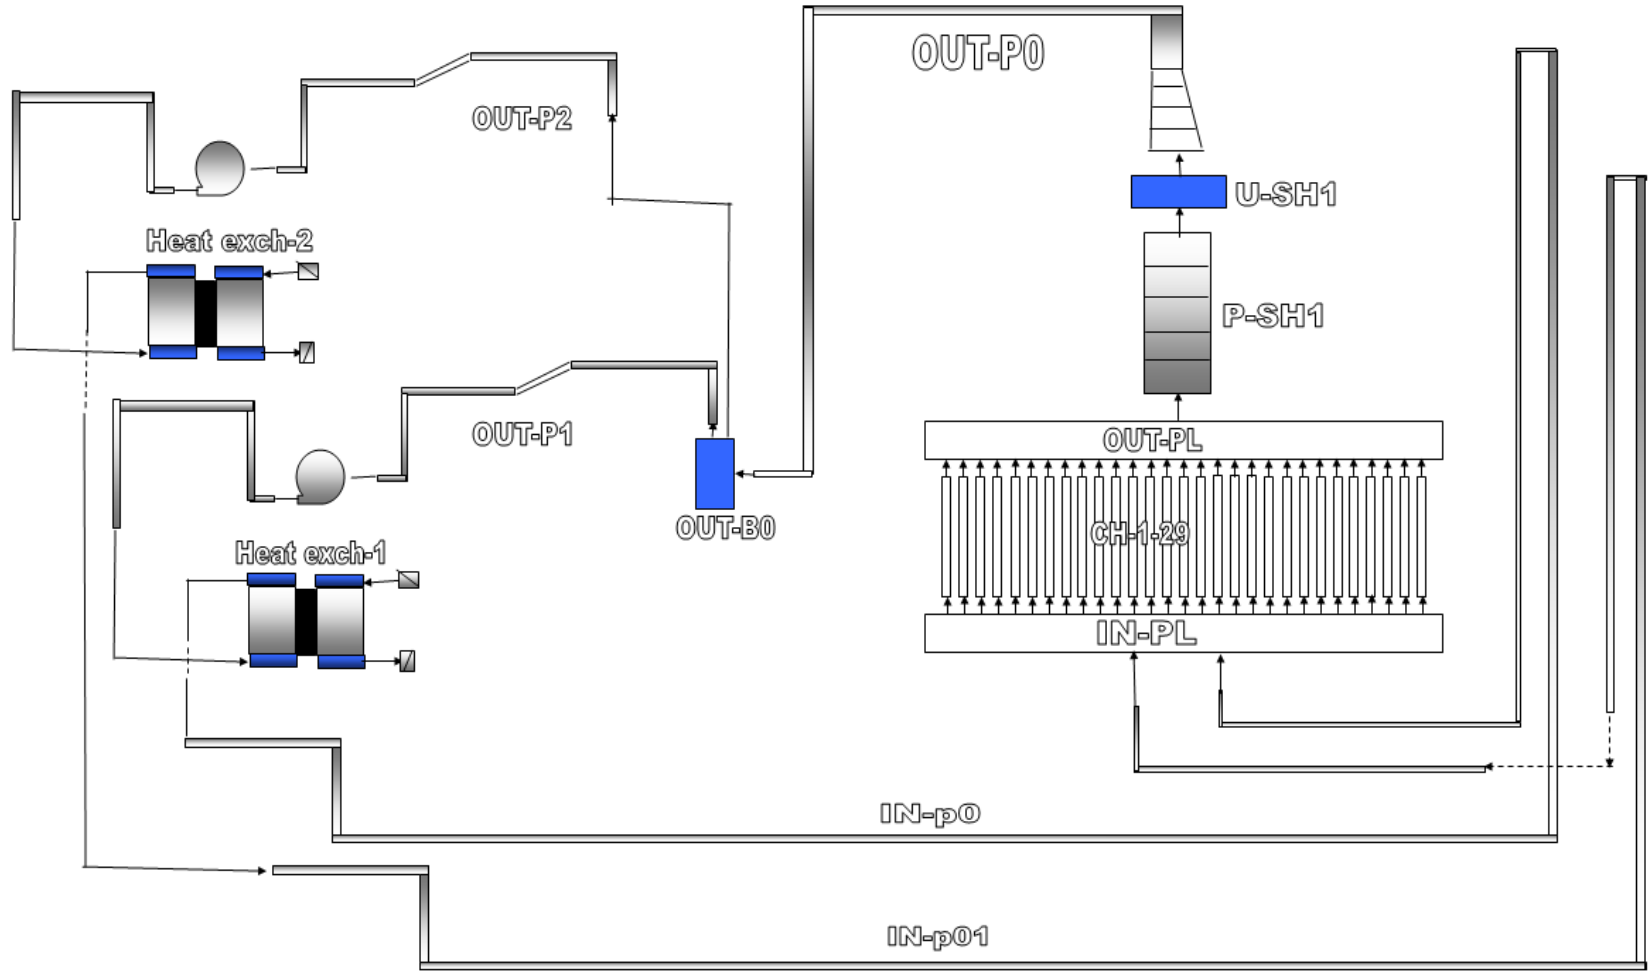 OUT-P0
OUT-P2
U-SH1
Heat exch-2
P-SH1
OUT-P1
OUT-PL
OUT-B0
CH-1-29
Heat exch-1
IN-PL
IN-p0
IN-p01